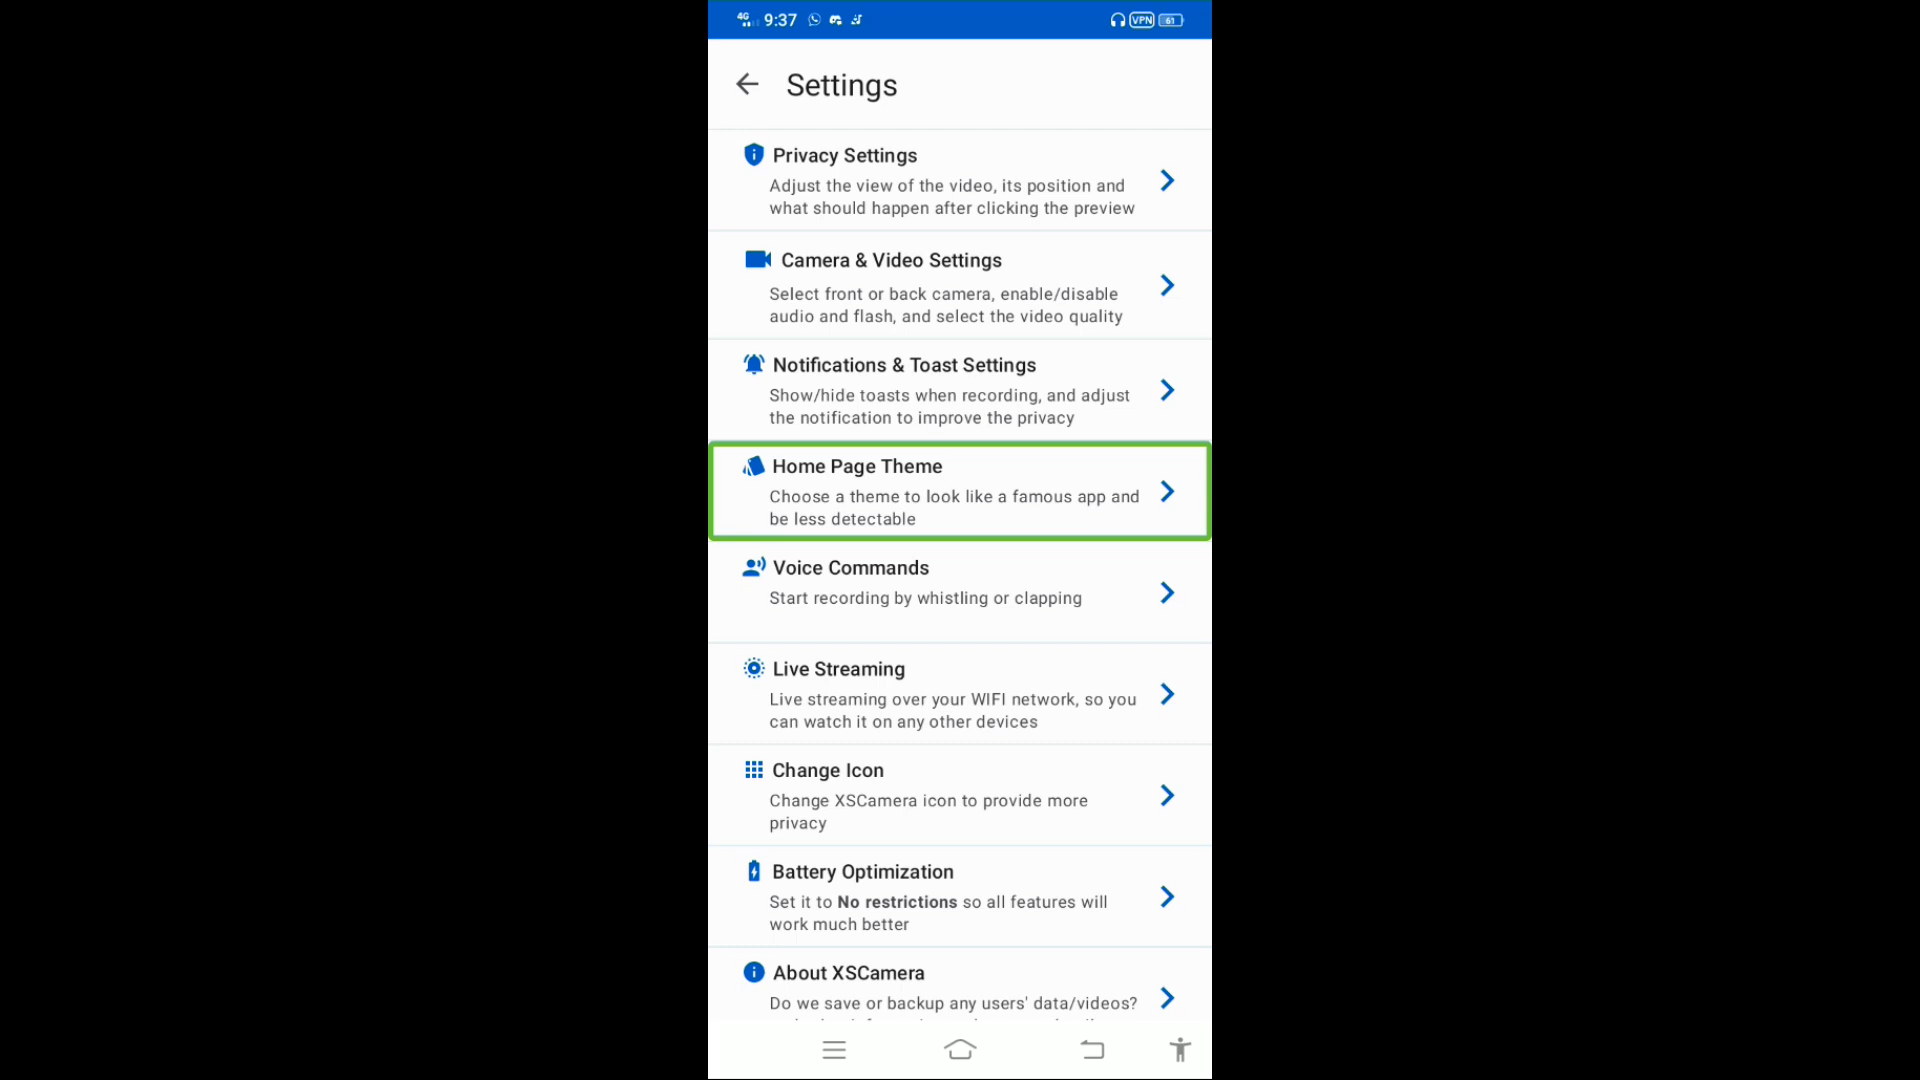 4G 9:37 VPN 61
Settings
Privacy Settings
Adjust the view of the video, its position and
what should happen after clicking the preview
Camera & Video Settings
Select front or back camera, enable/disable
audio and flash, and select the video quality
Notifications & Toast Settings
Show/hide toasts when recording, and adjust
the notification to improve the privacy
Home Page Theme
Choose a theme to look like a famous app and
be less detectable
Voice Commands
Start recording by whistling or clapping
Live Streaming
Live streaming over your WIFI network, so you
can watch it on any other devices
Change Icon
Change XSCamera icon to provide more
privacy
Battery Optimization
Set it to No restrictions so all features will
work much better
About XSCamera
Do we save or backup any users' data/videos?